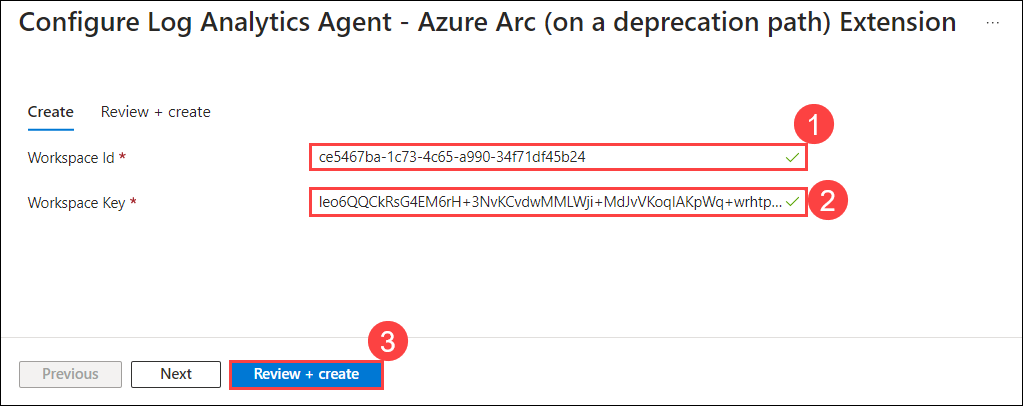 Configure Log Analytics Agent - Azure Arc (on a deprecation path) Extension ...
Create Review + create
1
Workspace Id * ce5467ba-1c73-4c65-a990-34f71df45b24
Workspace Key * leo6QQCkRsG4EM6rH+3NvKCvdwMMLWji+MdJvVKoqIAKpWq+wrhtp... 2
3
Previous Next Review + create